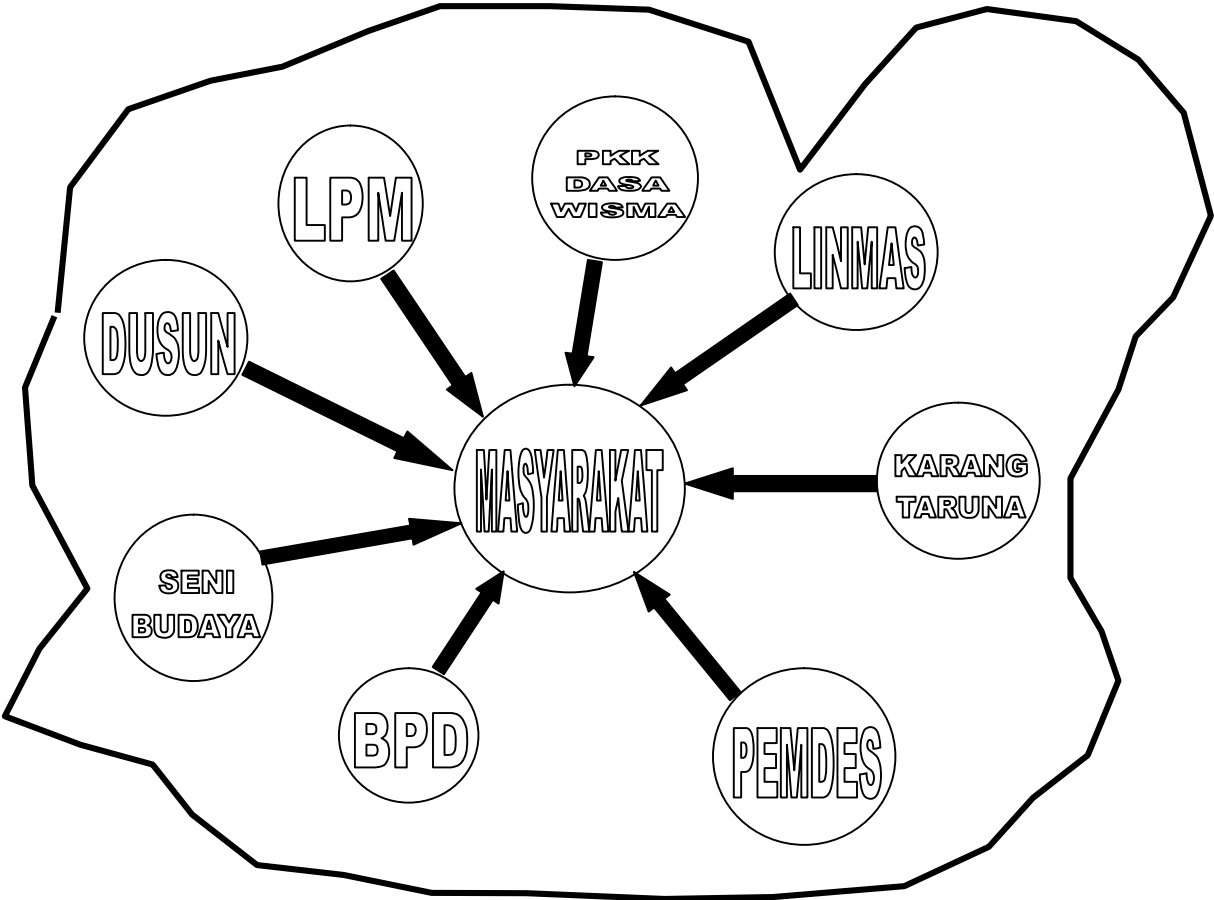 PKK
DASA
WISMA
LPM
LINMAS
DUSUN
MASYARAKAT
KARANG
TARUNA
SENI
BUDAYA
BPD
PEMDES